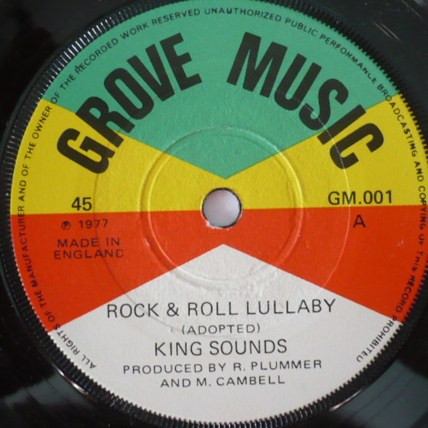 ALL RIGHTS OF THE MANUFACTURER AND OF THE OWNER OF THE RECORDED WORK RESERVED UNAUTHORIZED PUBLIC PERFORMANCE BROADCASTING AND COPYING OF THIS RECORD PROHIBITED
GROVE MUSIC
45
GM.001
℗ 1977
A
MADE IN
ENGLAND
ROCK & ROLL LULLABY
(ADOPTED)
KING SOUNDS
PRODUCED BY R. PLUMMER
AND M. CAMBELL